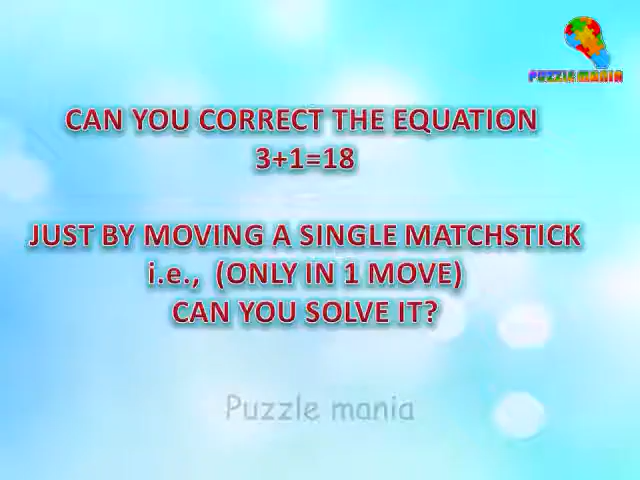 PUZZLE MANIA
CAN YOU CORRECT THE EQUATION
3+1=18
JUST BY MOVING A SINGLE MATCHSTICK
i.e., (ONLY IN 1 MOVE)
CAN YOU SOLVE IT?
Puzzle mania